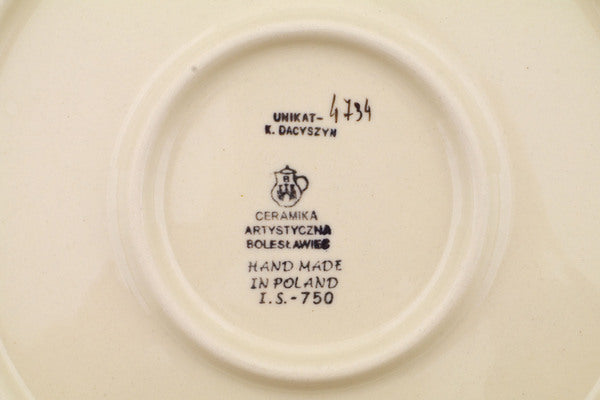 UNIKAT- 4734
K. DACYSZYN
B
CERAMIKA
ARTYSTYCZNA
BOLESŁAWIEC
HAND MADE
IN POLAND
I.S.-750